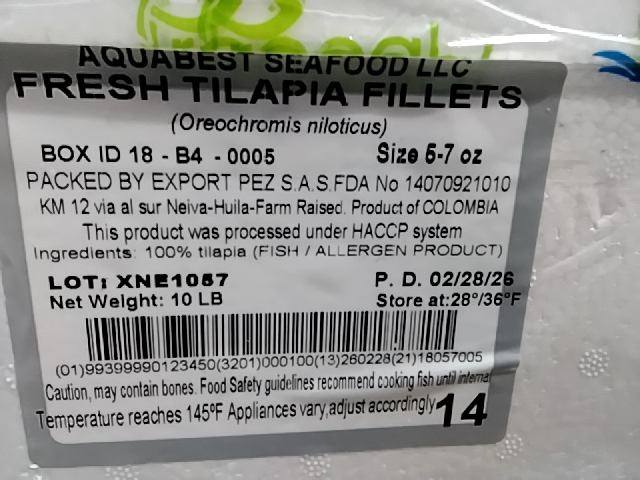 AQUABEST SEAFOOD LLC
FRESH TILAPIA FILLETS
(Oreochromis niloticus)
BOX ID 18 - B4 - 0005 Size 5-7 oz
PACKED BY EXPORT PEZ S.A.S.FDA No 14070921010
KM 12 via al sur Neiva-Huila-Farm Raised. Product of COLOMBIA
This product was processed under HACCP system
Ingredients: 100% tilapia (FISH / ALLERGEN PRODUCT)
LOT: XNE1057 P. D. 02/28/26
Net Weight: 10 LB Store at:28°/36°F
(01)99399990123450(3201)000100(13)260228(21)18057005
Caution, may contain bones. Food Safety guidelines recommend cooking fish until internal
Temperature reaches 145°F Appliances vary,adjust accordingly 14